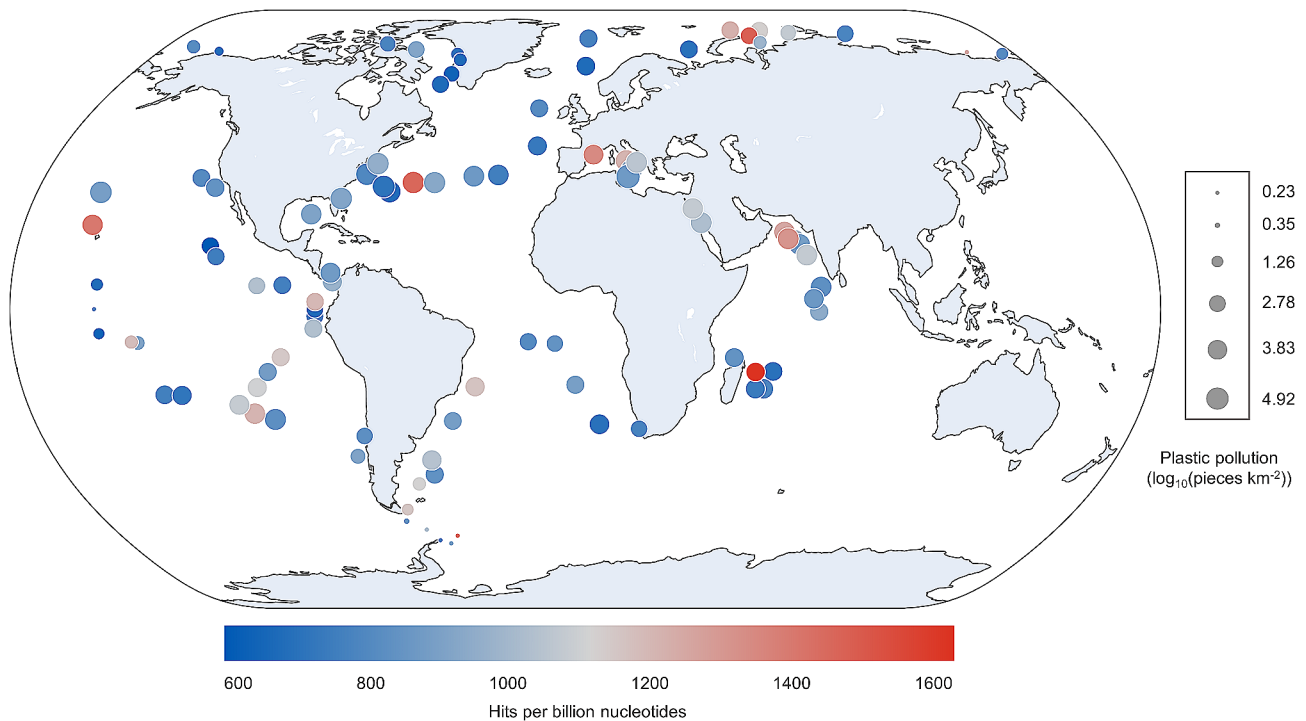 0.23
0.35
1.26
2.78
3.83
4.92
Plastic pollution
(log₁₀(pieces km⁻²))
600 800 1000 1200 1400 1600
Hits per billion nucleotides